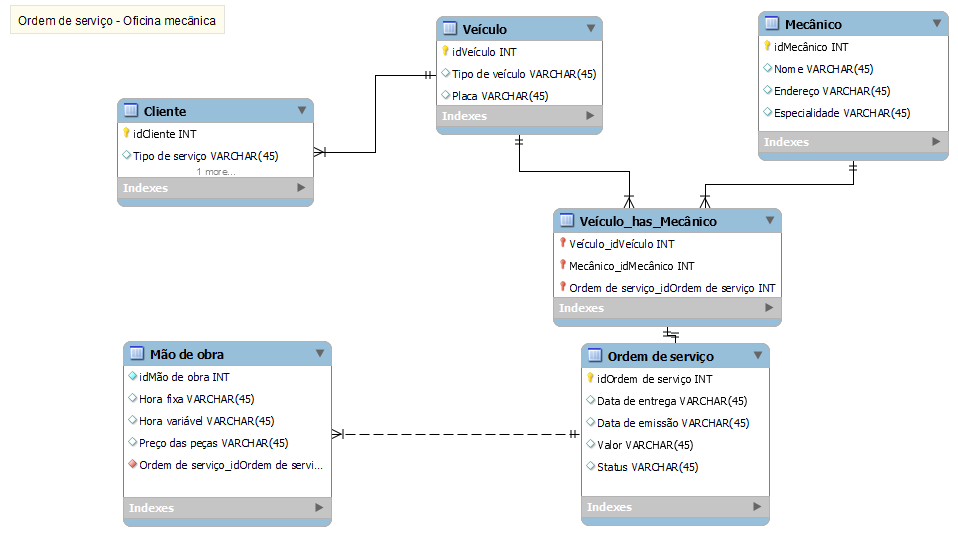 Ordem de serviço - Oficina mecânica
Veículo
idVeículo INT
Tipo de veículo VARCHAR(45)
Placa VARCHAR(45)
Indexes
Mecânico
idMecânico INT
Nome VARCHAR(45)
Endereço VARCHAR(45)
Especialidade VARCHAR(45)
Indexes
Cliente
idCliente INT
Tipo de serviço VARCHAR(45)
1 more...
Indexes
Veículo_has_Mecânico
Veículo_idVeículo INT
Mecânico_idMecânico INT
Ordem de serviço_idOrdem de serviço INT
Indexes
Mão de obra
idMão de obra INT
Hora fixa VARCHAR(45)
Hora variável VARCHAR(45)
Preço das peças VARCHAR(45)
Ordem de serviço_idOrdem de servi...
Indexes
Ordem de serviço
idOrdem de serviço INT
Data de entrega VARCHAR(45)
Data de emissão VARCHAR(45)
Valor VARCHAR(45)
Status VARCHAR(45)
Indexes